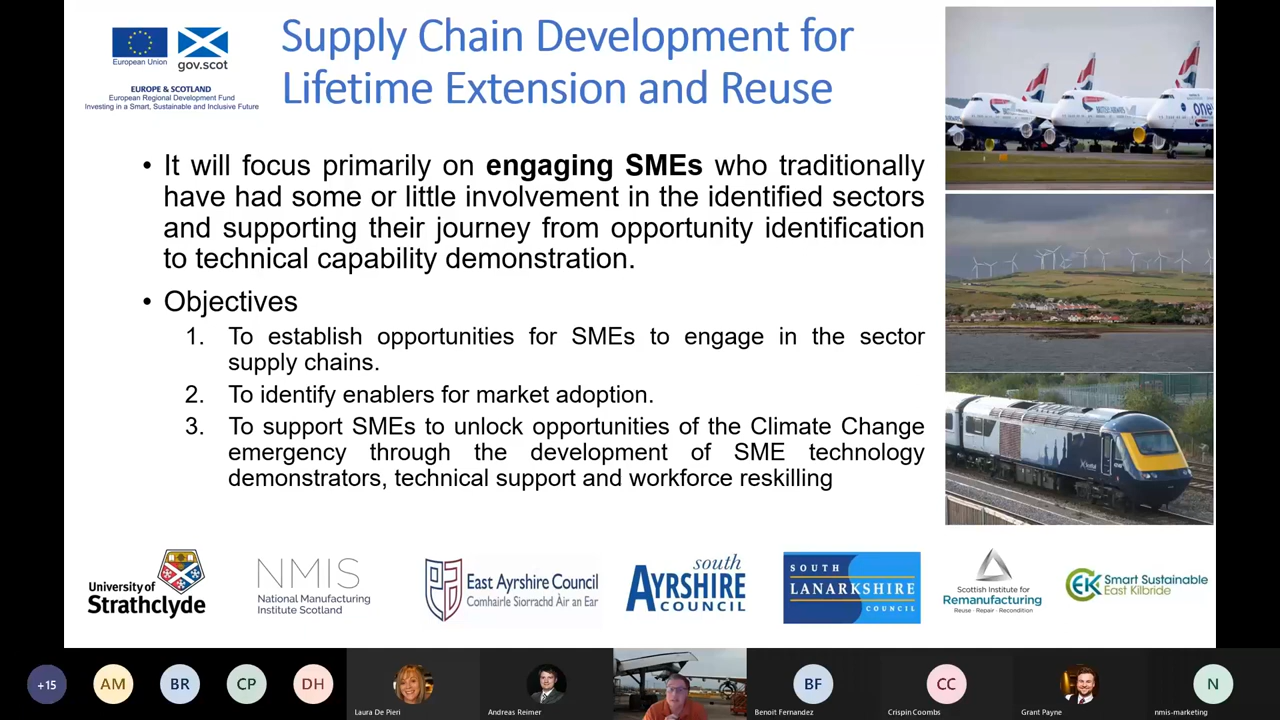 European Union
gov.scot
EUROPE & SCOTLAND
European Regional Development Fund
Investing in a Smart, Sustainable and Inclusive Future
Supply Chain Development for
Lifetime Extension and Reuse
• It will focus primarily on engaging SMEs who traditionally
have had some or little involvement in the identified sectors
and supporting their journey from opportunity identification
to technical capability demonstration.
• Objectives
1. To establish opportunities for SMEs to engage in the sector
supply chains.
2. To identify enablers for market adoption.
3. To support SMEs to unlock opportunities of the Climate Change
emergency through the development of SME technology
demonstrators, technical support and workforce reskilling
University of
Strathclyde
NMIS
National Manufacturing
Institute Scotland
East Ayrshire Council
Comhairle Siorrachd Àir an Ear
south
AYRSHIRE
COUNCIL
SOUTH
LANARKSHIRE
COUNCIL
Scottish Institute for
Remanufacturing
Reuse · Repair · Recondition
EK
Smart Sustainable
East Kilbride
+15
AM
BR
CP
DH
Laura De Pieri
Andreas Reimer
BF
Benoit Fernandez
CC
Crispin Coombs
Grant Payne
N
nmis-marketing